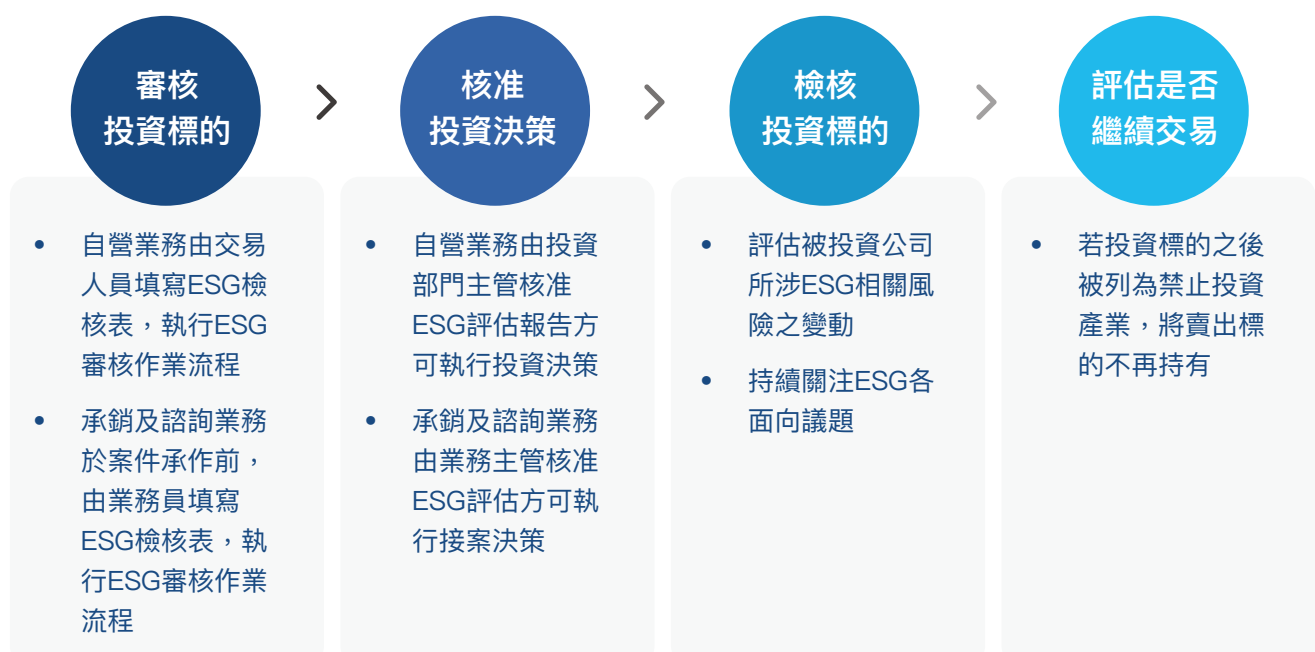 審核
投資標的
核准
投資決策
檢核
投資標的
評估是否
繼續交易
• 自營業務由交易
人員填寫ESG檢
核表，執行ESG
審核作業流程
• 承銷及諮詢業務
於案件承作前，
由業務員填寫
ESG檢核表，執
行ESG審核作業
流程
• 自營業務由投資
部門主管核准
ESG評估報告方
可執行投資決策
• 承銷及諮詢業務
由業務主管核准
ESG評估方可執
行接案決策
• 評估被投資公司
所涉ESG相關風
險之變動
• 持續關注ESG各
面向議題
• 若投資標的之後
被列為禁止投資
產業，將賣出標
的不再持有